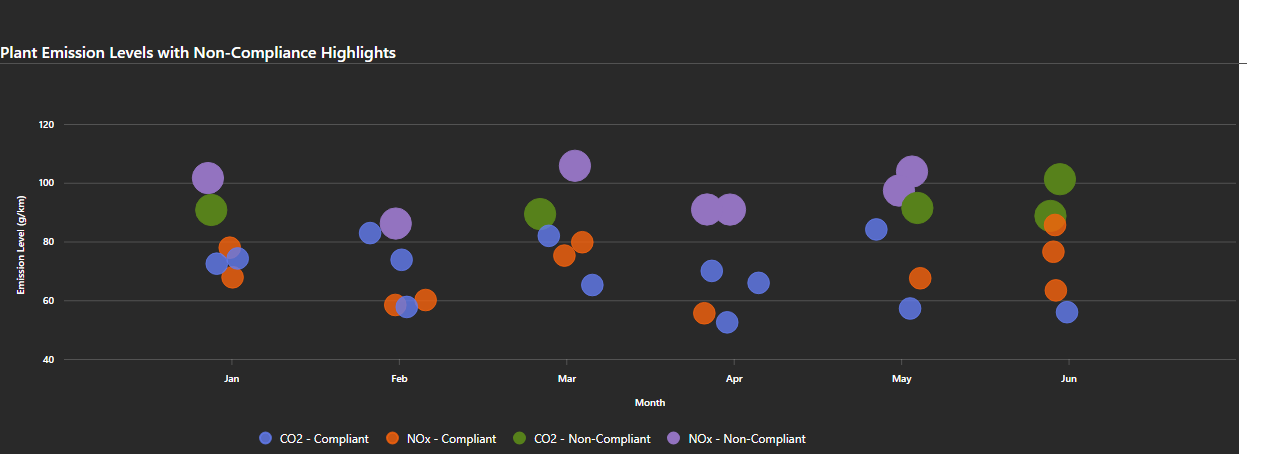 Plant Emission Levels with Non-Compliance Highlights
120
100
80
60
40
Emission Level (g/km)
Jan Feb Mar Apr May Jun
Month
CO2 - Compliant NOx - Compliant CO2 - Non-Compliant NOx - Non-Compliant